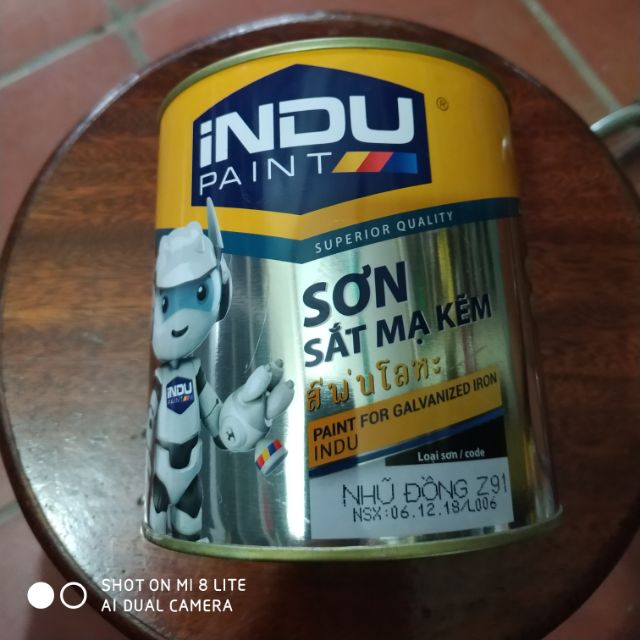 iNDU
PAINT
®
SUPERIOR QUALITY
SƠN
SẮT MẠ KẼM
สีพ่นโลหะ
PAINT FOR GALVANIZED IRON
INDU
Loại sơn / code
NHŨ ĐỒNG Z91
NSX:06.12.18/L006
iNDU
PAINT
SHOT ON MI 8 LITE
AI DUAL CAMERA